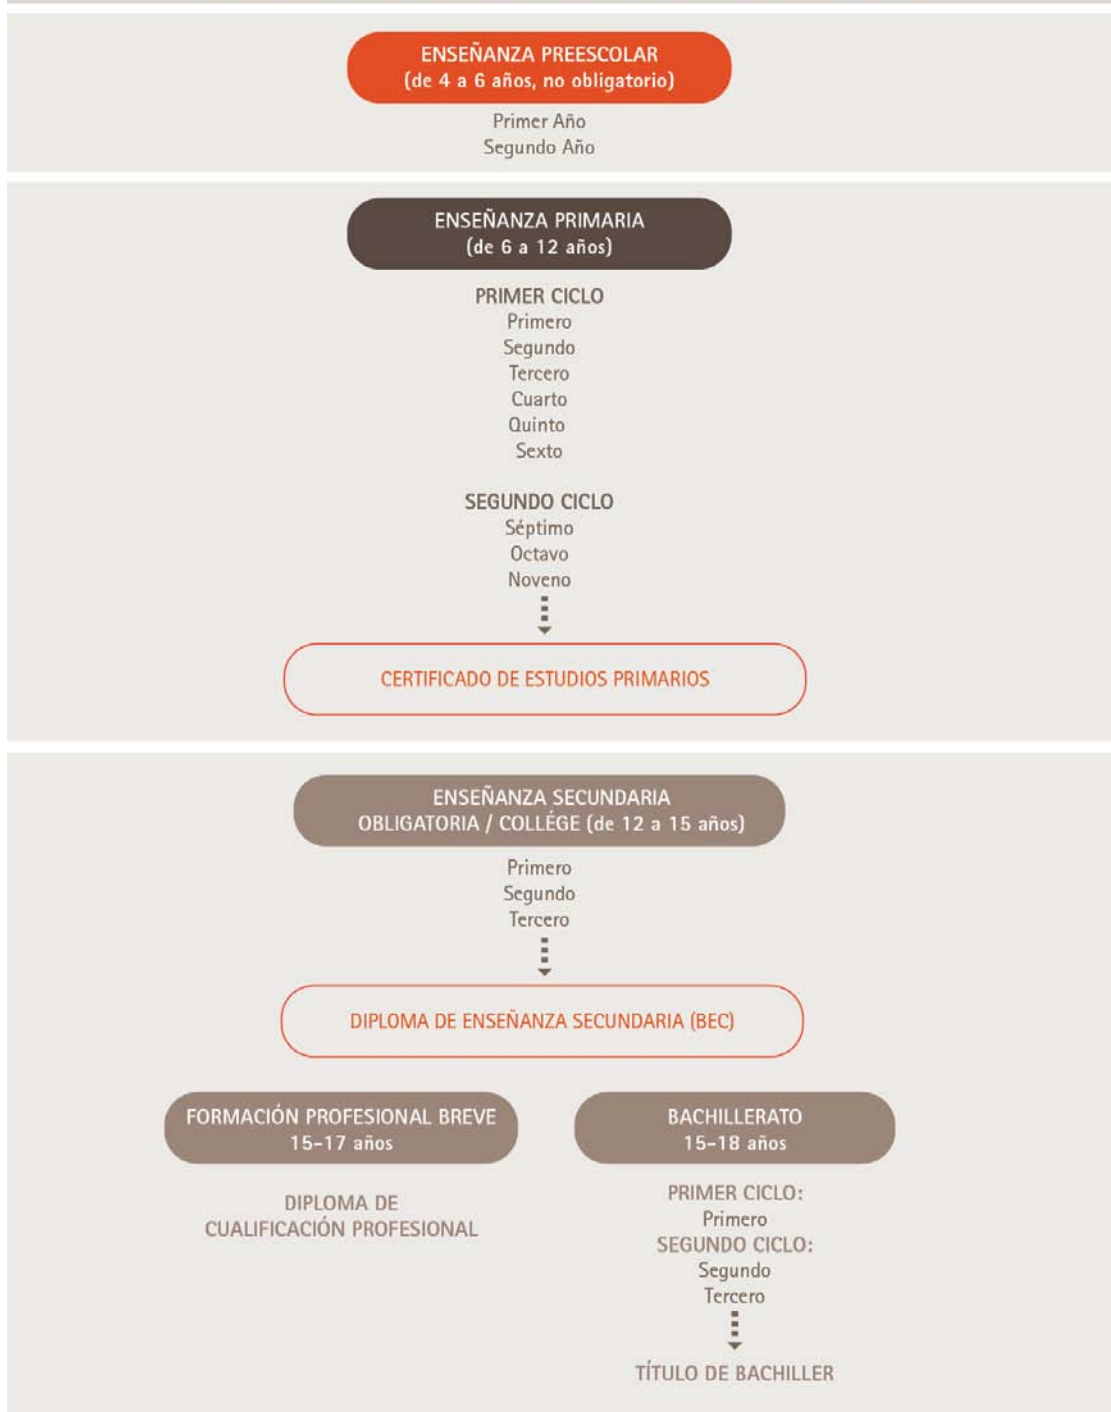 ENSEÑANZA PREESCOLAR
(de 4 a 6 años, no obligatorio)
Primer Año
Segundo Año
ENSEÑANZA PRIMARIA
(de 6 a 12 años)
PRIMER CICLO
Primero
Segundo
Tercero
Cuarto
Quinto
Sexto
SEGUNDO CICLO
Séptimo
Octavo
Noveno
CERTIFICADO DE ESTUDIOS PRIMARIOS
ENSEÑANZA SECUNDARIA
OBLIGATORIA / COLLÉGE (de 12 a 15 años)
Primero
Segundo
Tercero
DIPLOMA DE ENSEÑANZA SECUNDARIA (BEC)
FORMACIÓN PROFESIONAL BREVE
15-17 años
DIPLOMA DE
CUALIFICACIÓN PROFESIONAL
BACHILLERATO
15-18 años
PRIMER CICLO:
Primero
SEGUNDO CICLO:
Segundo
Tercero
TÍTULO DE BACHILLER